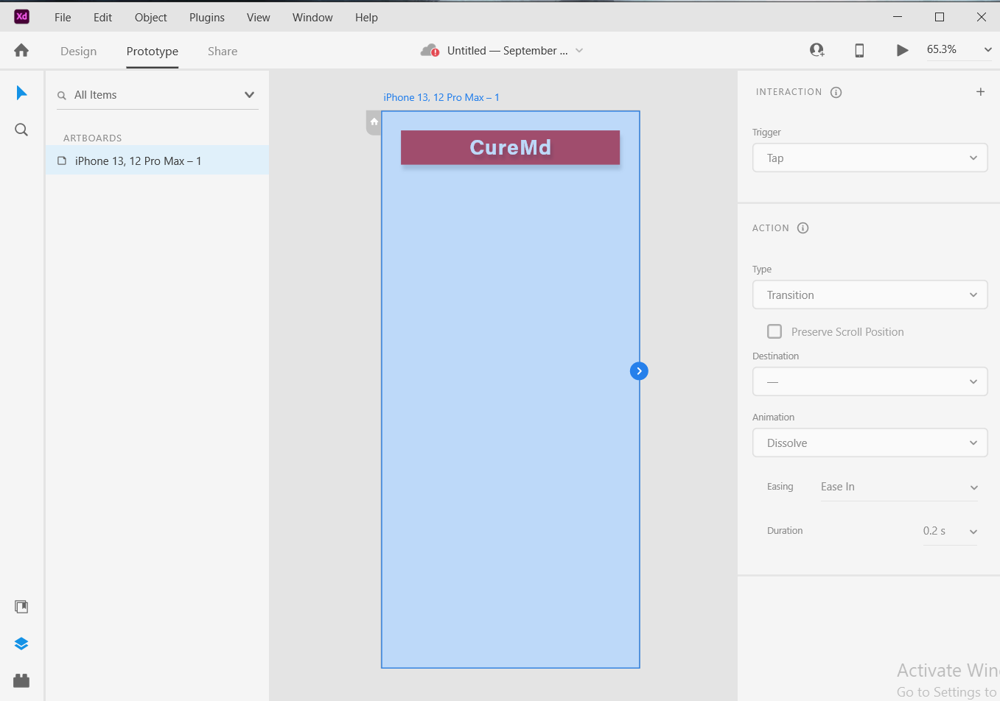 Xd File Edit Object Plugins View Window Help
Design Prototype Share Untitled — September ... 65.3%
All Items
ARTBOARDS
iPhone 13, 12 Pro Max – 1
iPhone 13, 12 Pro Max – 1
CureMd
INTERACTION
Trigger
Tap
ACTION
Type
Transition
Preserve Scroll Position
Destination
—
Animation
Dissolve
Easing Ease In
Duration 0.2 s
Activate Win
Go to Settings to